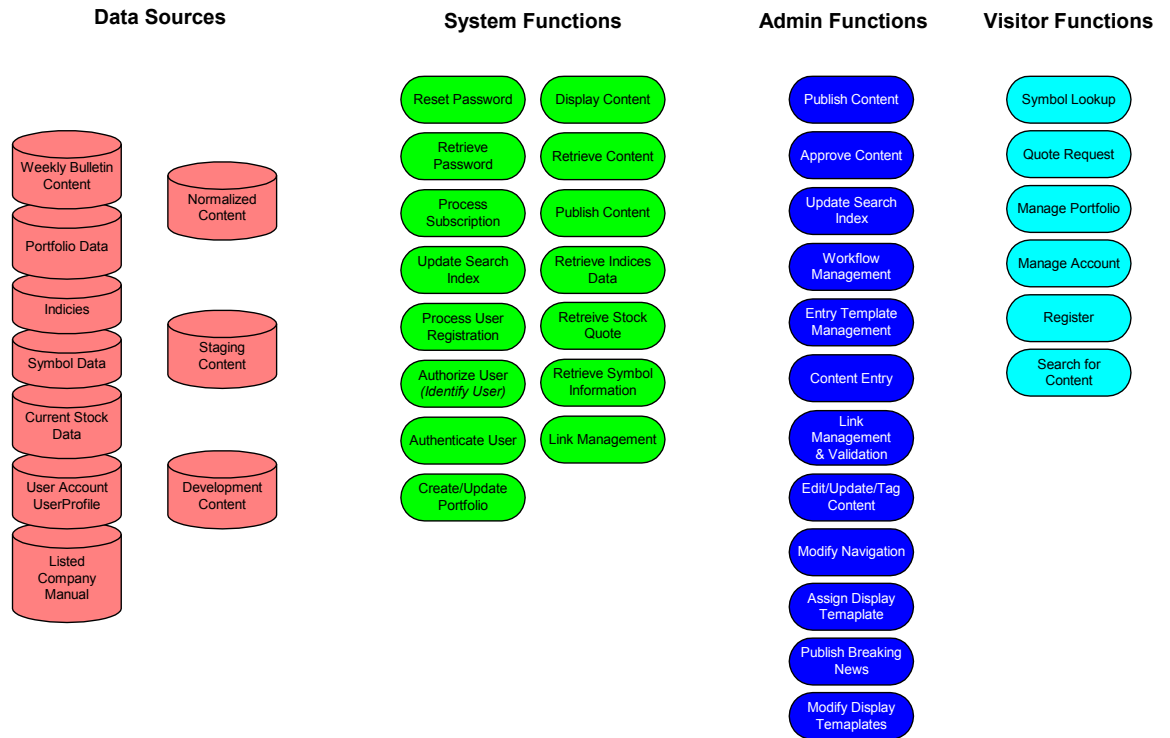 Data Sources
System Functions
Admin Functions
Visitor Functions
Weekly Bulletin
Content
Portfolio Data
Indicies
Symbol Data
Current Stock
Data
User Account
UserProfile
Listed
Company
Manual
Normalized
Content
Staging
Content
Development
Content
Reset Password
Retrieve
Password
Process
Subscription
Update Search
Index
Process User
Registration
Authorize User
(Identify User)
Authenticate User
Create/Update
Portfolio
Display Content
Retrieve Content
Publish Content
Retrieve Indices
Data
Retreive Stock
Quote
Retrieve Symbol
Information
Link Management
Publish Content
Approve Content
Update Search
Index
Workflow
Management
Entry Template
Management
Content Entry
Link
Management
& Validation
Edit/Update/Tag
Content
Modify Navigation
Assign Display
Temaplate
Publish Breaking
News
Modify Display
Temaplates
Symbol Lookup
Quote Request
Manage Portfolio
Manage Account
Register
Search for
Content